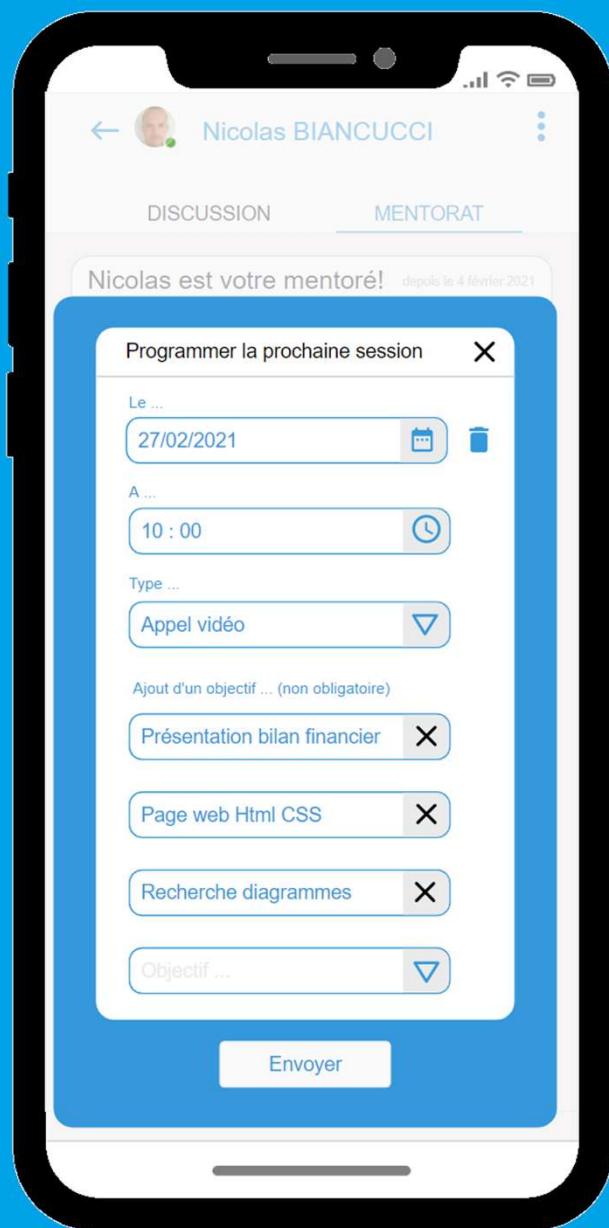 Nicolas BIANCUCCI
DISCUSSION MENTORAT
Nicolas est votre mentoré! depuis le 4 février 2021
Programmer la prochaine session
Le ...
27/02/2021
A ...
10 : 00
Type ...
Appel vidéo
Ajout d'un objectif ... (non obligatoire)
Présentation bilan financier
Page web Html CSS
Recherche diagrammes
Objectif ...
Envoyer